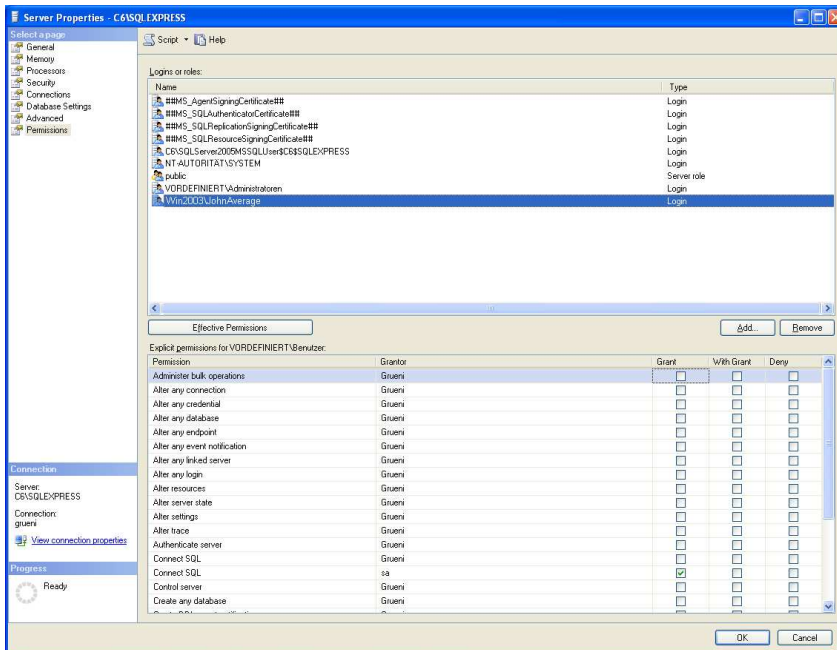 Server Properties - C6\SQLEXPRESS
Select a page
General
Memory
Processors
Security
Connections
Database Settings
Advanced
Permissions
Script
Help
Logins or roles:
Name Type
##MS_AgentSigningCertificate## Login
##MS_SQLAuthenticatorCertificate## Login
##MS_SQLReplicationSigningCertificate## Login
##MS_SQLResourceSigningCertificate## Login
C6\SQLServer2005MSSQLUser$C6$SQLEXPRESS Login
NT-AUTORITÄT\SYSTEM Login
public Server role
VORDEFINIERT\Administratoren Login
Win2003\JohnAverage Login
Effective Permissions
Add...
Remove
Explicit permissions for VORDEFINIERT\Benutzer:
Permission Grantor Grant With Grant Deny
Administer bulk operations Grueni
Alter any connection Grueni
Alter any credential Grueni
Alter any database Grueni
Alter any endpoint Grueni
Alter any event notification Grueni
Alter any linked server Grueni
Alter any login Grueni
Alter resources Grueni
Alter server state Grueni
Alter settings Grueni
Alter trace Grueni
Authenticate server Grueni
Connect SQL Grueni
Connect SQL sa
Control server Grueni
Create any database Grueni
Connection
Server:
C6\SQLEXPRESS
Connection:
grueni
View connection properties
Progress
Ready
OK
Cancel